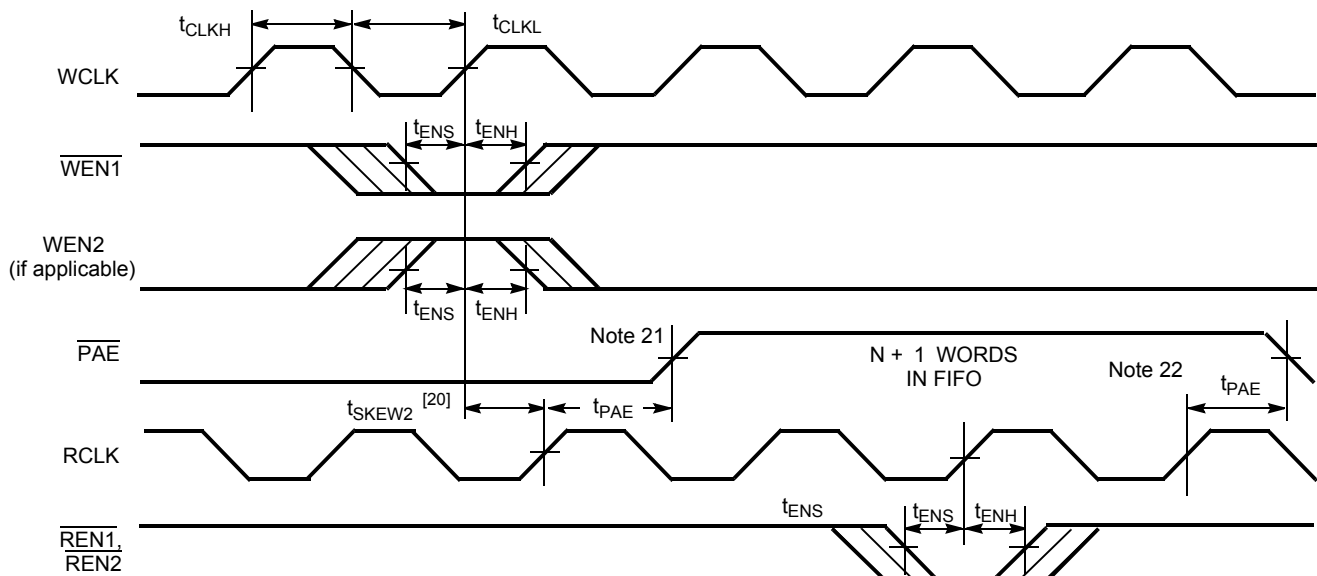 tCLKH
tCLKL
WCLK
tENS
tENH
WEN1
WEN2
(if applicable)
tENS
tENH
Note 21
PAE
N + 1 WORDS
IN FIFO
Note 22
tPAE
tSKEW2 [20]
tPAE
RCLK
tENS
tENS
tENH
REN1,
REN2